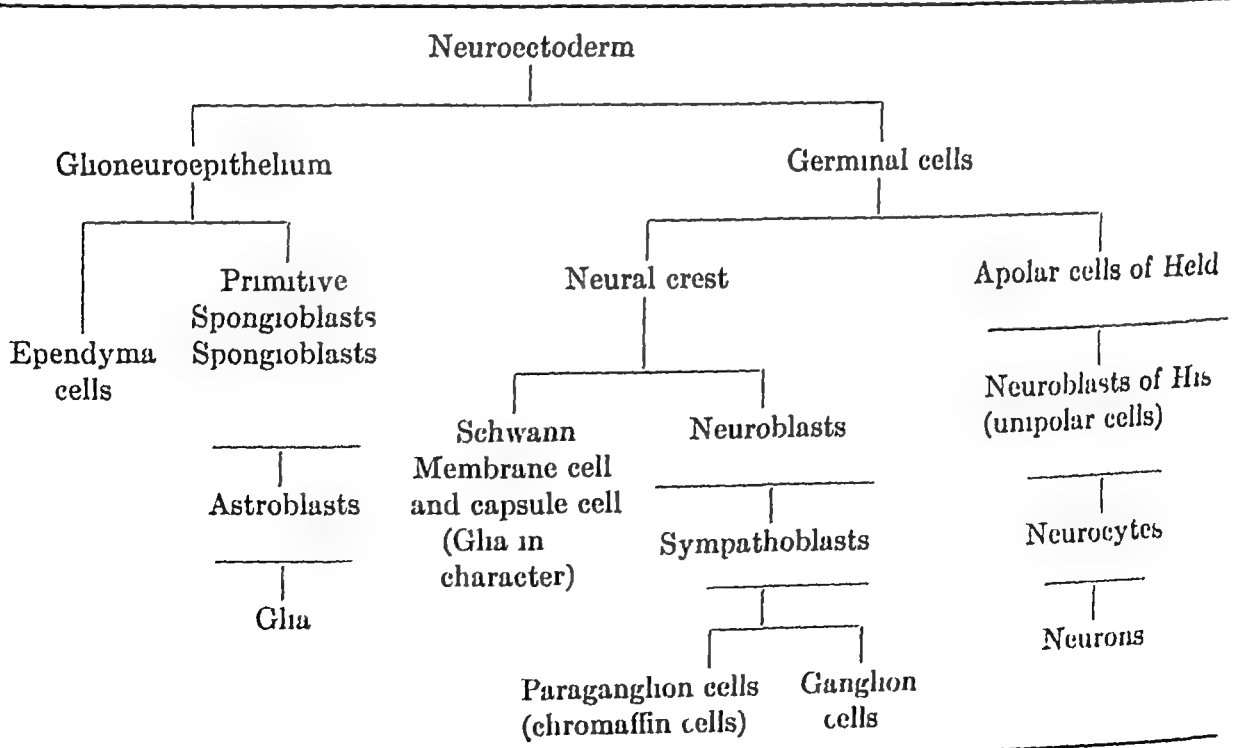 Neuroectoderm
Glioneuroepithelium
Germinal cells
Primitive
Spongioblasts
Spongioblasts
Neural crest
Apolar cells of Held
Ependyma
cells
Neuroblasts of His
(unipolar cells)
Schwann
Membrane cell
and capsule cell
(Glia in
character)
Neuroblasts
Astroblasts
Sympathoblasts
Neurocytes
Glia
Neurons
Paraganglion cells
(chromaffin cells)
Ganglion
cells